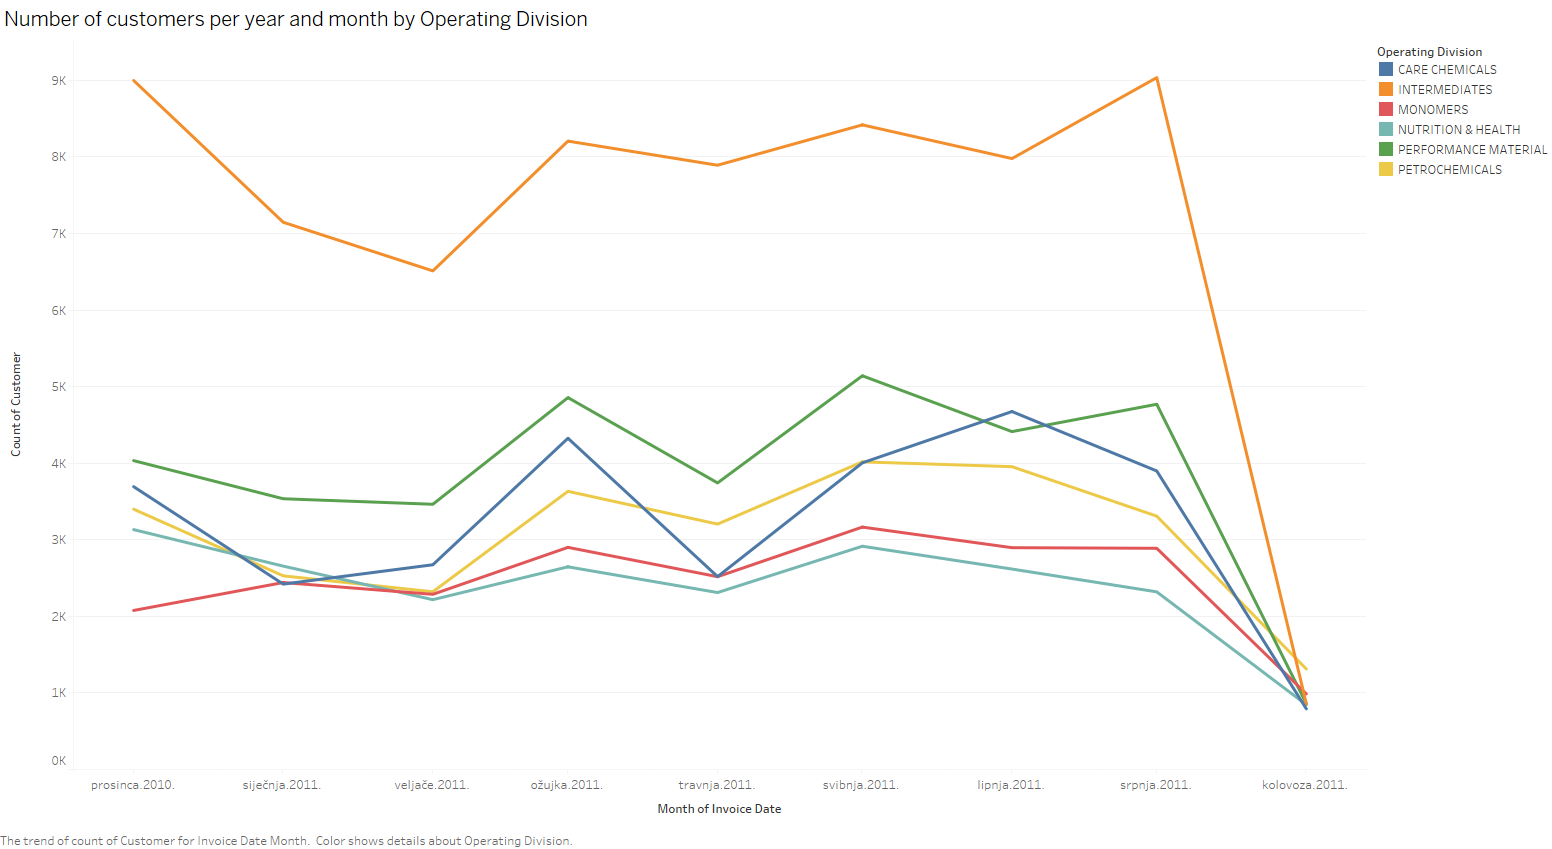 Number of customers per year and month by Operating Division
Operating Division
CARE CHEMICALS
INTERMEDIATES
MONOMERS
NUTRITION & HEALTH
PERFORMANCE MATERIAL
PETROCHEMICALS
9K
8K
7K
6K
5K
4K
3K
2K
1K
0K
Count of Customer
prosinca.2010. siječnja.2011. veljače.2011. ožujka.2011. travnja.2011. svibnja.2011. lipnja.2011. srpnja.2011. kolovoza.2011.
Month of Invoice Date
The trend of count of Customer for Invoice Date Month.  Color shows details about Operating Division.